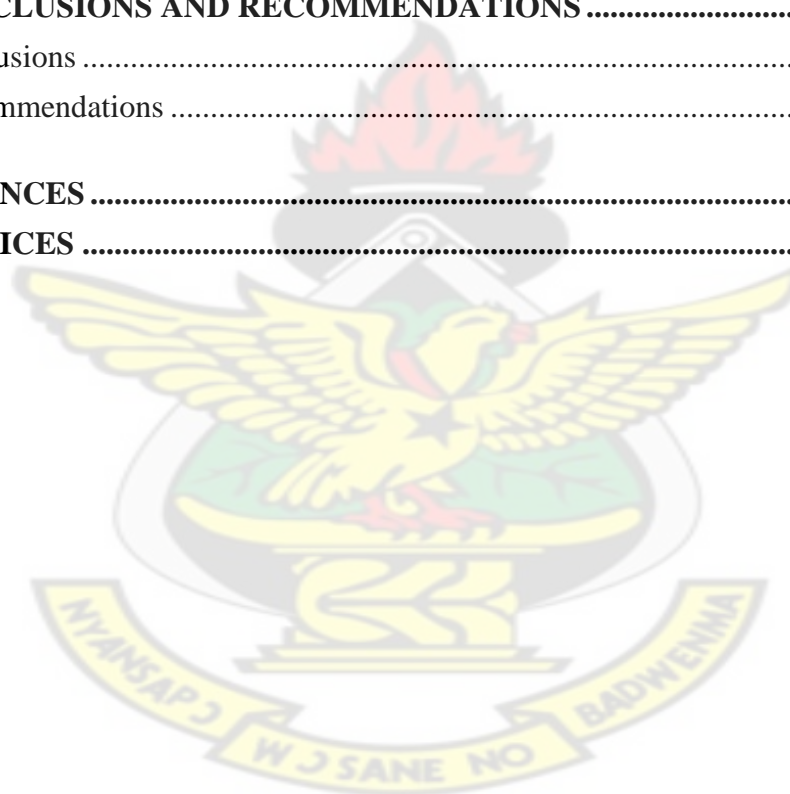 CLUSIONS AND RECOMMENDATIONS ............................
usions ..........................................................................................
mmendations ...............................................................................
NCES .........................................................................................
ICES ..........................................................................................
NYANSAPƆ
W Ɔ SANE NO
BADWENMA